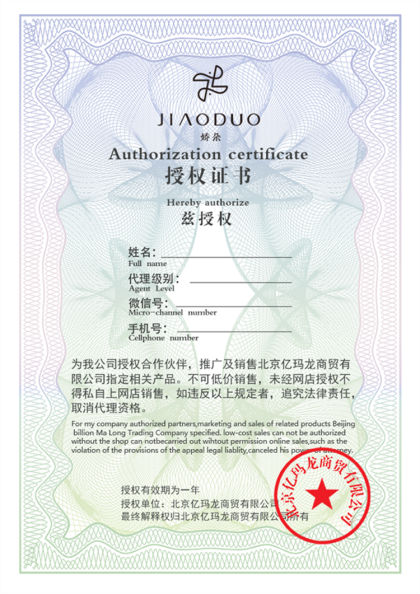 JIAODUO
娇朵
Authorization certificate
授权证书
Hereby authorize
兹授权
姓名：
Full name
代理级别：
Agent Level
微信号：
Micro-channel number
手机号：
Cellphone number
为我公司授权合作伙伴，推广及销售北京亿玛龙商贸有
限公司指定相关产品。不可低价销售，未经网店授权不
得私自上网店销售，如违反以上规定者，追究法律责任，
取消代理资格。
For my company authorized partners,marketing and sales of related products Beijing
billion Ma Long Trading Company specified. low-cost sales can not be authorized
without the shop can notbecarried out wihtout permission online sales,such as the
violation of the provisions of the appeal legal liablity,canceled his power of attorney.
授权有效期为一年
授权单位：北京亿玛龙商贸有限公司
最终解释权归北京亿玛龙商贸有限公司所有
北京亿玛龙商贸有限公司